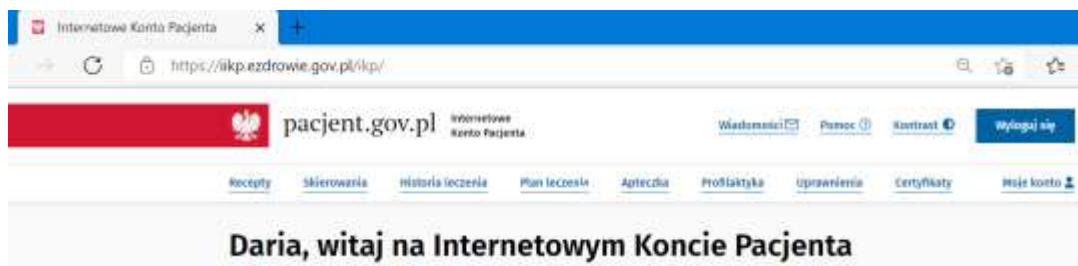 Internetowe Konto Pacjenta
https://iikp.ezdrowie.gov.pl/ikp/
pacjent.gov.pl Internetowe Konto Pacjenta Wiadomości Pomoc Kontrast Wyloguj się
Recepty Skierowania Historia leczenia Plan leczenia Apteczka Profilaktyka Uprawnienia Certyfikaty Moje konto
Daria, witaj na Internetowym Koncie Pacjenta